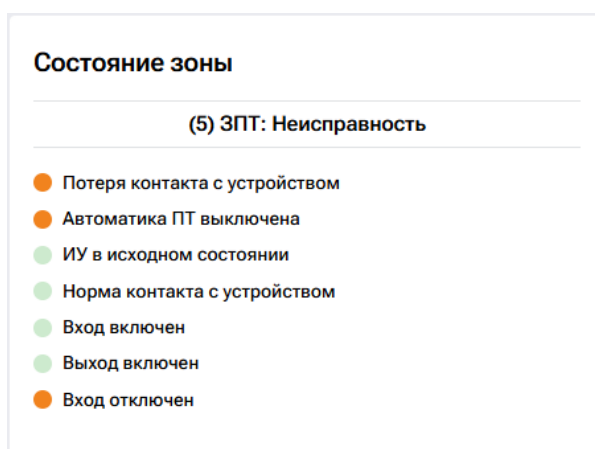 Состояние зоны
(5) ЗПТ: Неисправность
Потеря контакта с устройством
Автоматика ПТ выключена
ИУ в исходном состоянии
Норма контакта с устройством
Вход включен
Выход включен
Вход отключен